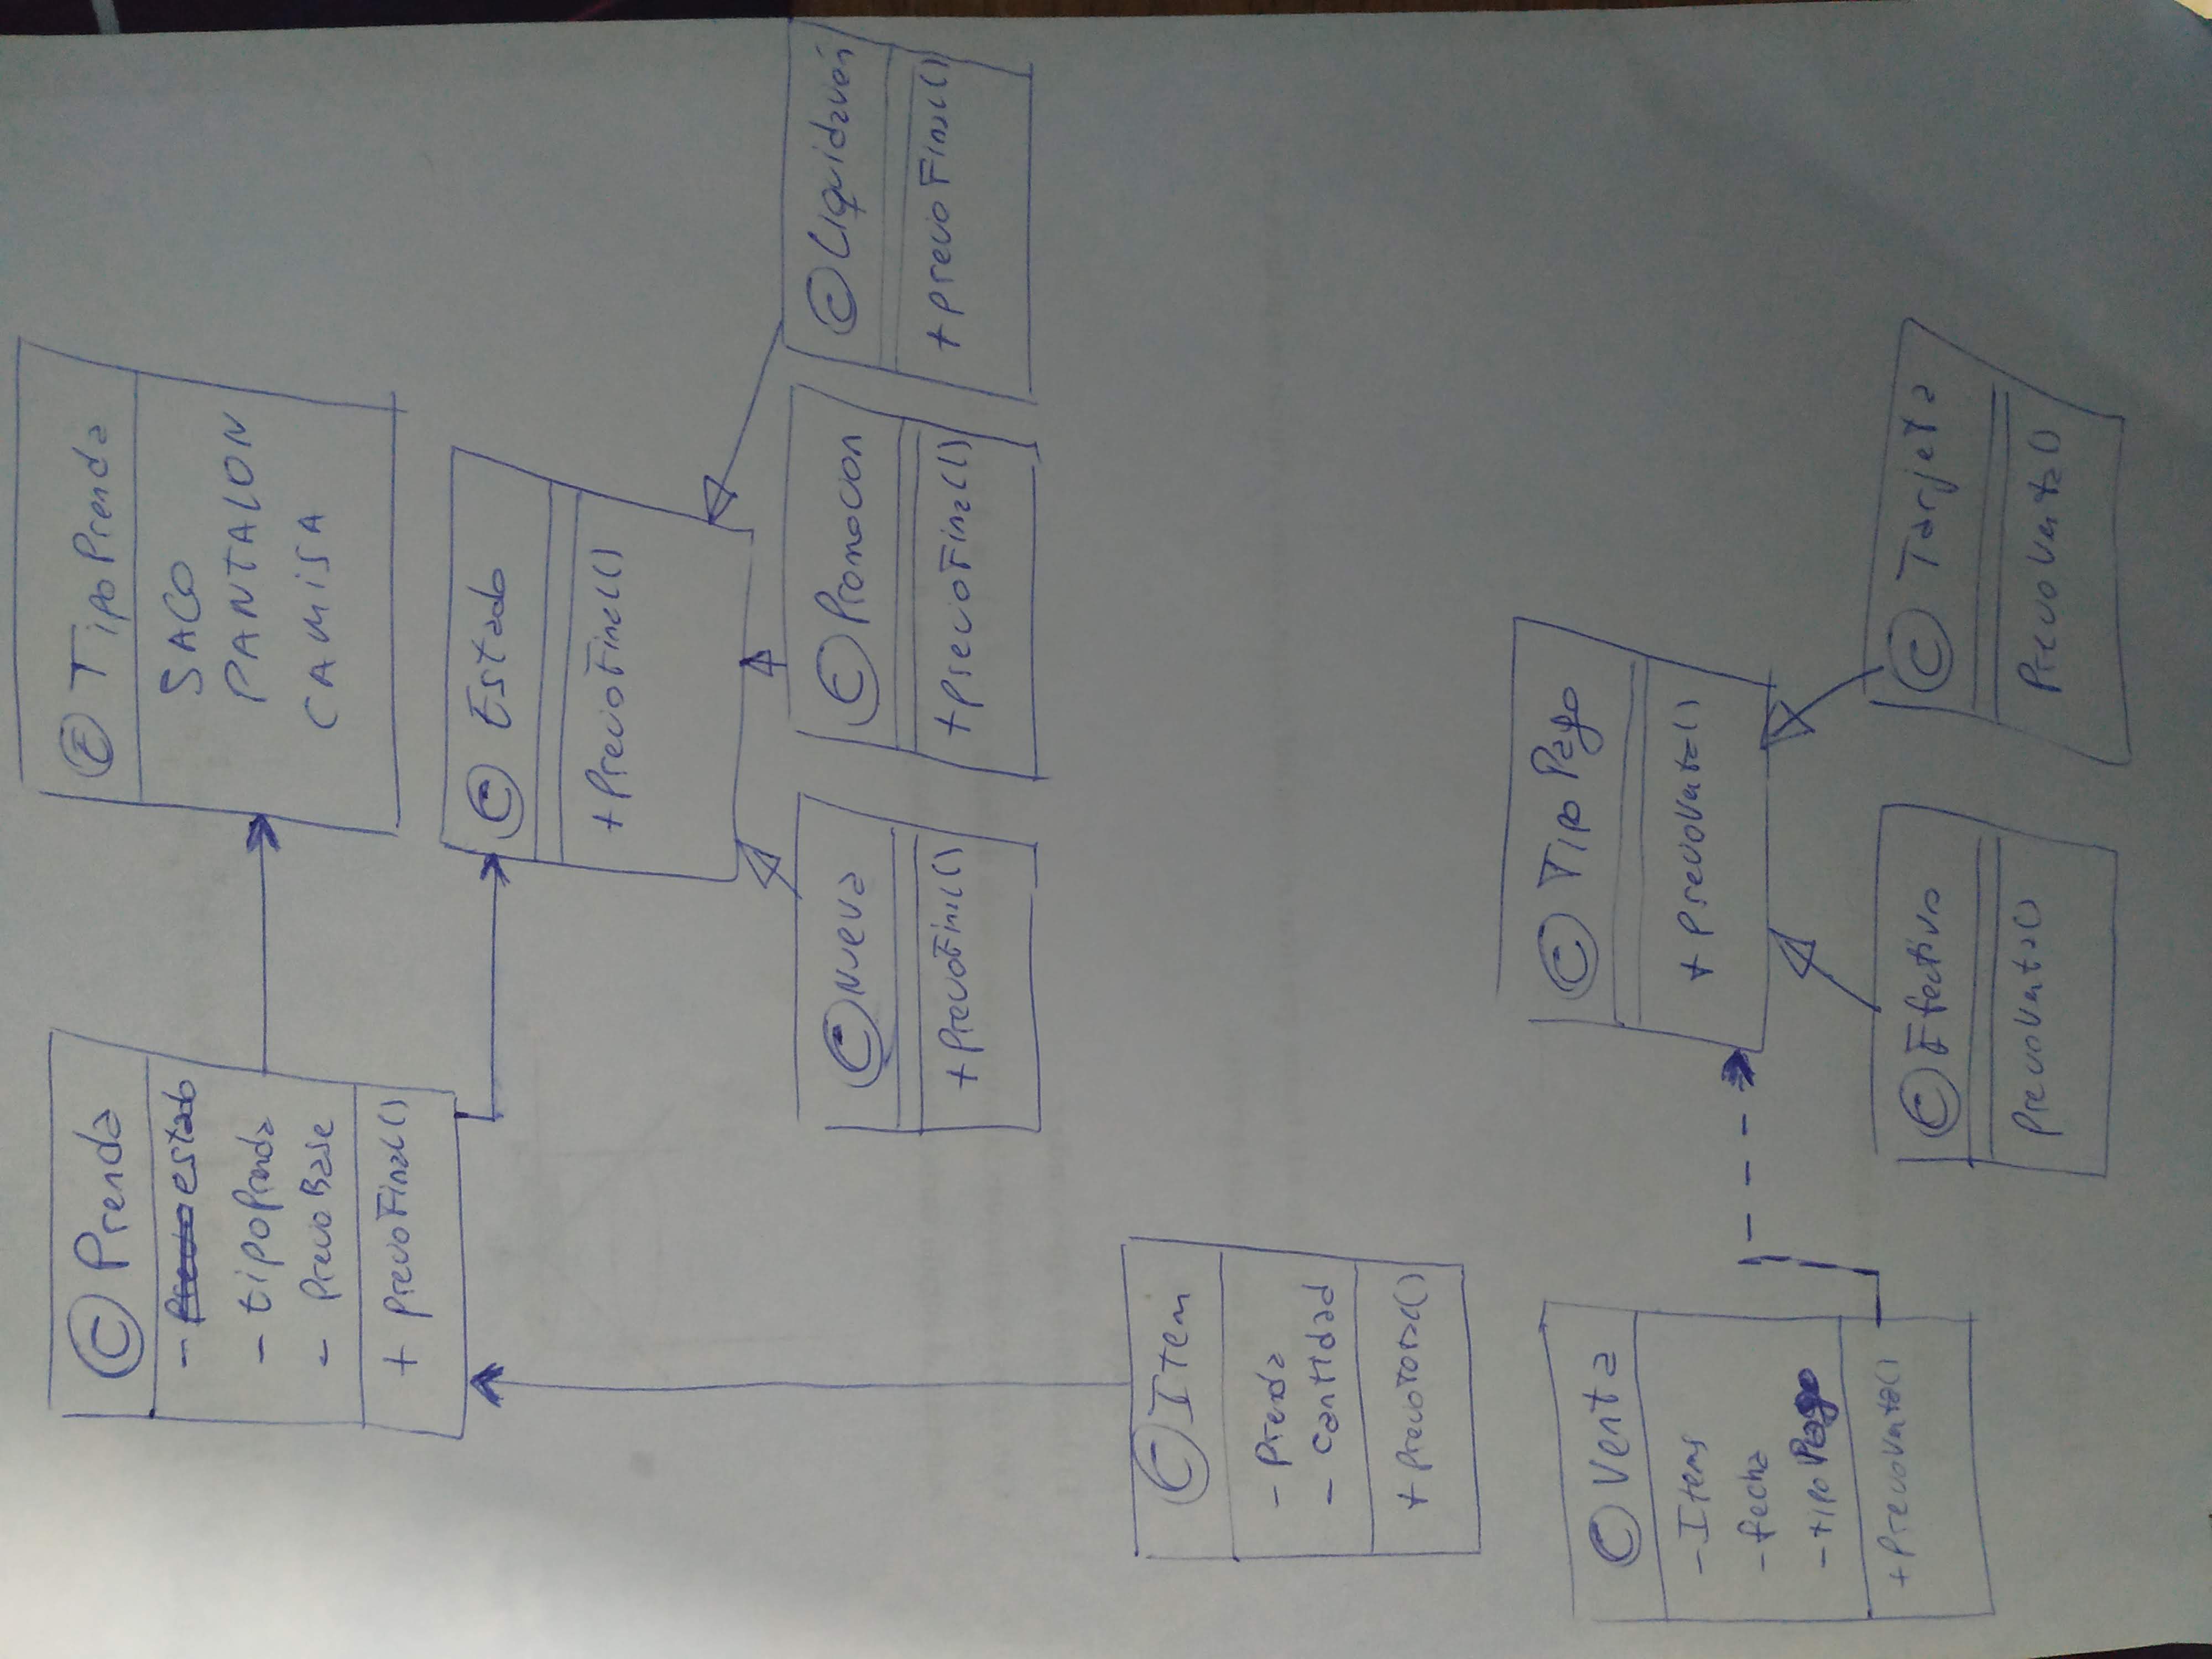 C Prenda
- estado
- tipoPrenda
- precioBase
+ precioFinal()
E TipoPrenda
SACO
PANTALON
CAMISA
C Estado
+ precioFinal()
C Nueva
+ precioFinal()
C Promocion
+ precioFinal()
C Liquidación
+ precioFinal()
C Item
- Prenda
- cantidad
+ precioTotal()
C Venta
- Items
- fecha
- tipoPago
+ precioVenta()
C TipoPago
+ precioVenta()
C Efectivo
precioVenta()
C Tarjeta
PrecioVenta()